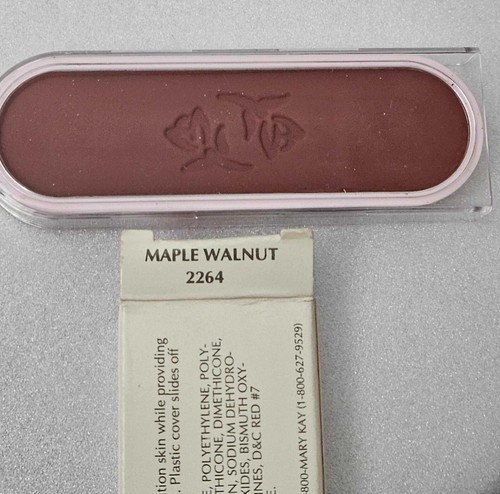 MAPLE WALNUT
2264
tion skin while providing
. Plastic cover slides off
, POLYETHYLENE, POLY-
THICONE, DIMETHICONE,
N, SODIUM DEHYDRO-
XIDES, BISMUTH OXY-
INES, D&C RED #7
800-MARY KAY (1-800-627-9529)